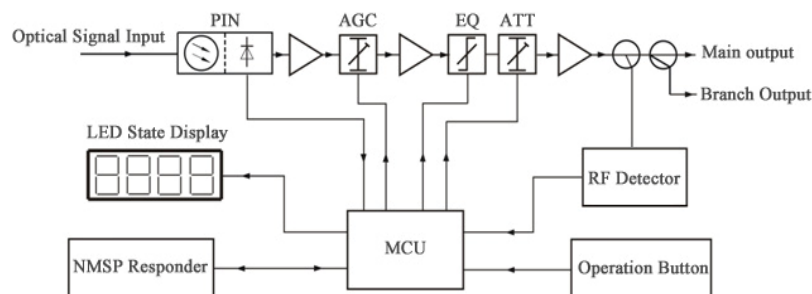 PIN
AGC
EQ
ATT
Optical Signal Input
Main output
Branch Output
LED State Display
RF Detector
MCU
NMSP Responder
Operation Button